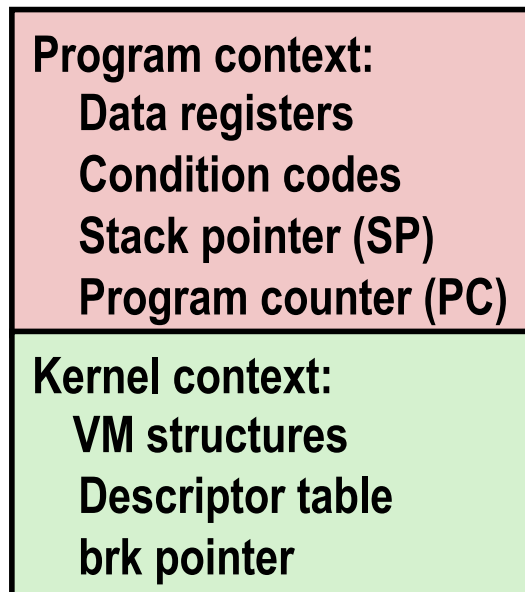 Program context:
Data registers
Condition codes
Stack pointer (SP)
Program counter (PC)
Kernel context:
VM structures
Descriptor table
brk pointer